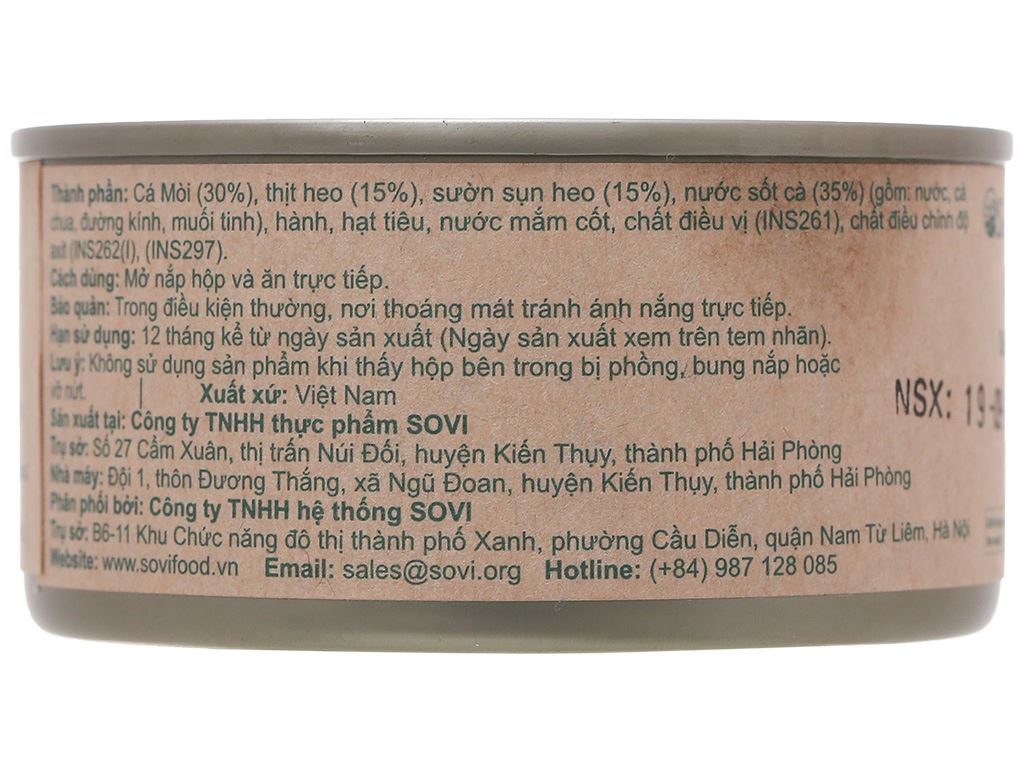 Thành phần: Cá Mòi (30%), thịt heo (15%), sườn sụn heo (15%), nước sốt cà (35%) (gồm: nước, cà
chua, đường kính, muối tinh), hành, hạt tiêu, nước mắm cốt, chất điều vị (INS261), chất điều chỉnh độ
axit (INS262(I), (INS297).
Cách dùng: Mở nắp hộp và ăn trực tiếp.
Bảo quản: Trong điều kiện thường, nơi thoáng mát tránh ánh nắng trực tiếp.
Hạn sử dụng: 12 tháng kể từ ngày sản xuất (Ngày sản xuất xem trên tem nhãn).
Lưu ý: Không sử dụng sản phẩm khi thấy hộp bên trong bị phồng, bung nắp hoặc
vỡ nứt. Xuất xứ: Việt Nam
NSX: 19
Sản xuất tại: Công ty TNHH thực phẩm SOVI
Trụ sở: Số 27 Cẩm Xuân, thị trấn Núi Đối, huyện Kiến Thụy, thành phố Hải Phòng
Nhà máy: Đội 1, thôn Đương Thắng, xã Ngũ Đoan, huyện Kiến Thụy, thành phố Hải Phòng
Phân phối bởi: Công ty TNHH hệ thống SOVI
Trụ sở: B6-11 Khu Chức năng đô thị thành phố Xanh, phường Cầu Diễn, quận Nam Từ Liêm, Hà Nội
Website: www.sovifood.vn Email: sales@sovi.org Hotline: (+84) 987 128 085